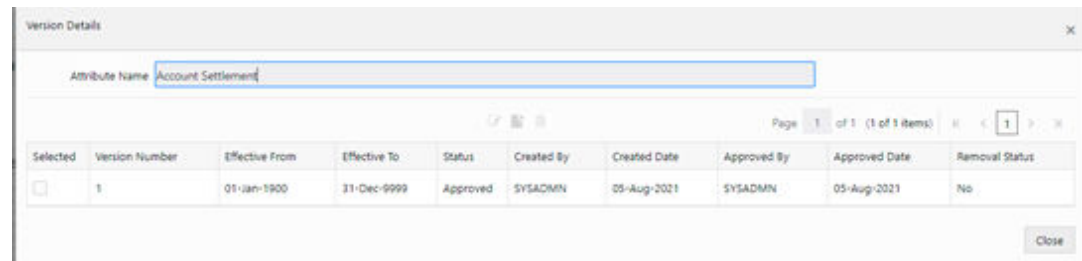 Version Details
Attribute Name Account Settlement
Page 1 of 1 (1 of 1 items) 1
Selected Version Number Effective From Effective To Status Created By Created Date Approved By Approved Date Removal Status
1 01-Jan-1900 31-Dec-9999 Approved SYSADMN 05-Aug-2021 SYSADMN 05-Aug-2021 No
Close